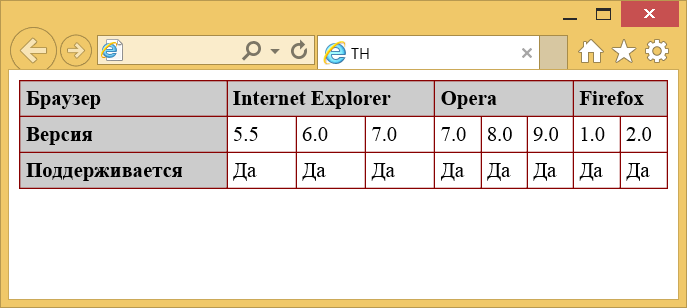 TH
Браузер Internet Explorer Opera Firefox
Версия 5.5 6.0 7.0 7.0 8.0 9.0 1.0 2.0
Поддерживается Да Да Да Да Да Да Да Да